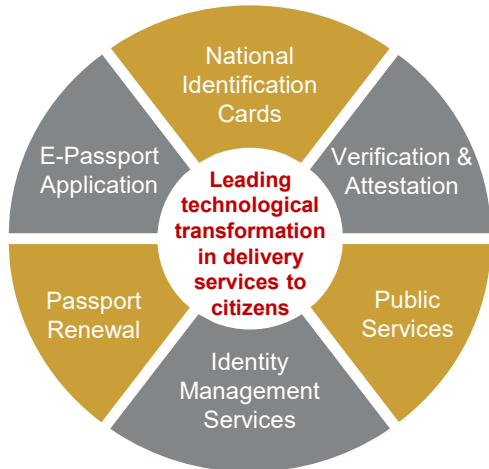 National
Identification
Cards
Verification &
Attestation
Public
Services
Identity
Management
Services
Passport
Renewal
E-Passport
Application
Leading
technological
transformation
in delivery
services to
citizens